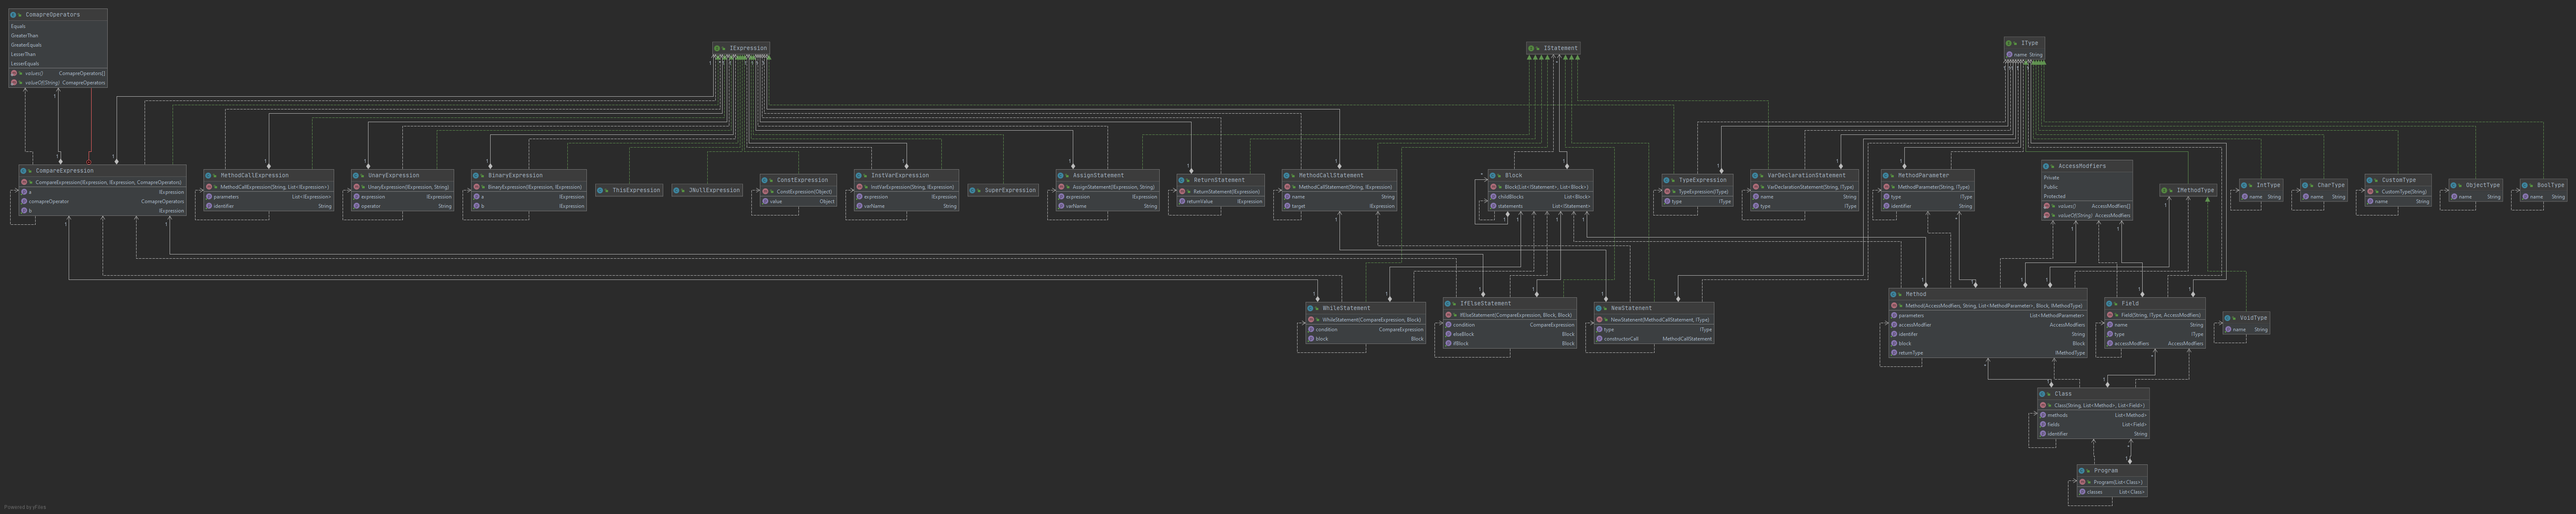 ComapreOperators
Equals
GreaterThan
GreaterEquals
LesserThan
LesserEquals
values() ComapreOperators[]
valueOf(String) ComapreOperators
IExpression
IStatement
IType
name String
CompareExpression
CompareExpression(IExpression, IExpression, ComapreOperators)
a IExpression
comapreOperator ComapreOperators
b IExpression
MethodCallExpression
MethodCallExpression(String, List<IExpression>)
parameters List<IExpression>
identifier String
UnaryExpression
UnaryExpression(IExpression, String)
expression IExpression
operator String
BinaryExpression
BinaryExpression(IExpression, IExpression)
a IExpression
b IExpression
ThisExpression
JNullExpression
ConstExpression
ConstExpression(Object)
value Object
InstVarExpression
InstVarExpression(String, IExpression)
expression IExpression
varName String
SuperExpression
AssignStatement
AssignStatement(IExpression, String)
expression IExpression
varName String
ReturnStatement
ReturnStatement(IExpression)
returnValue IExpression
MethodCallStatement
MethodCallStatement(String, IExpression)
name String
target IExpression
Block
Block(List<IStatement>, List<Block>)
childBlocks List<Block>
statements List<IStatement>
TypeExpression
TypeExpression(IType)
type IType
VarDeclarationStatement
VarDeclarationStatement(String, IType)
name String
type IType
MethodParameter
MethodParameter(String, IType)
type IType
identifier String
AccessModifiers
Private
Public
Protected
values() AccessModifiers[]
valueOf(String) AccessModifiers
IMethodType
IntType
name String
CharType
name String
CustomType
CustomType(String)
name String
ObjectType
name String
BoolType
name String
WhileStatement
WhileStatement(CompareExpression, Block)
condition CompareExpression
block Block
IfElseStatement
IfElseStatement(CompareExpression, Block, Block)
condition CompareExpression
elseBlock Block
ifBlock Block
NewStatement
NewStatement(MethodCallStatement, IType)
type IType
constructorCall MethodCallStatement
Method
Method(AccessModifiers, String, List<MethodParameter>, Block, IMethodType)
parameters List<MethodParameter>
accessModifier AccessModifiers
identifier String
block Block
returnType IMethodType
Field
Field(String, IType, AccessModifiers)
name String
type IType
accessModifiers AccessModifiers
VoidType
name String
Class
Class(String, List<Method>, List<Field>)
methods List<Method>
fields List<Field>
identifier String
Program
Program(List<Class>)
classes List<Class>
Powered by yFiles